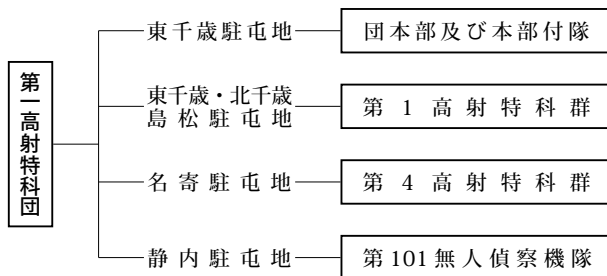 第一高射特科団
東千歳駐屯地
団本部及び本部付隊
東千歳・北千歳
島松駐屯地
第1高射特科群
名寄駐屯地
第4高射特科群
静内駐屯地
第101無人偵察機隊